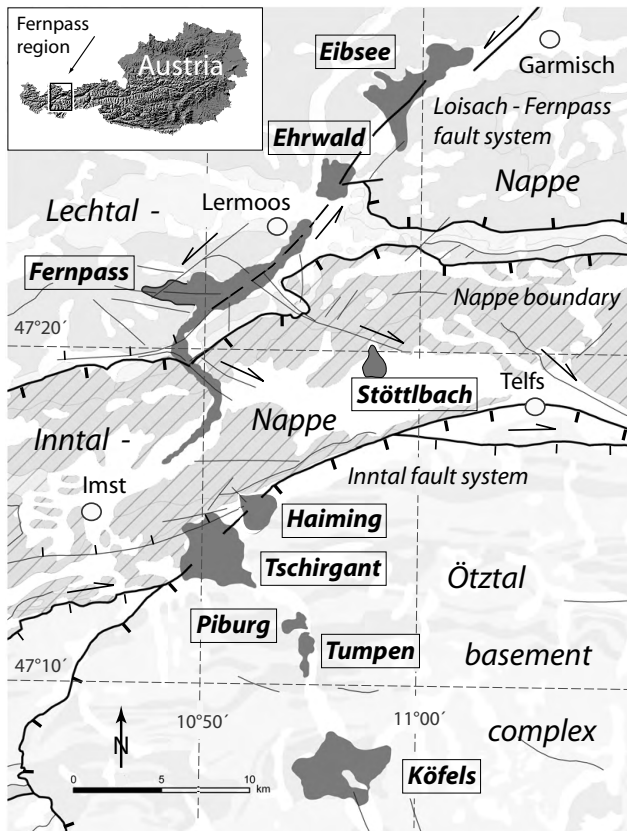 Fernpass
region
Austria
Eibsee
Garmisch
Loisach - Fernpass
fault system
Ehrwald
Nappe
Lechtal -
Lermoos
Fernpass
Nappe boundary
47°20´
Telfs
Stöttlbach
Nappe
Inntal -
Inntal fault system
Imst
Haiming
Tschirgant
Ötztal
Piburg
Tumpen
basement
47°10´
10°50´
11°00´
complex
N
Köfels
0
5
10
km